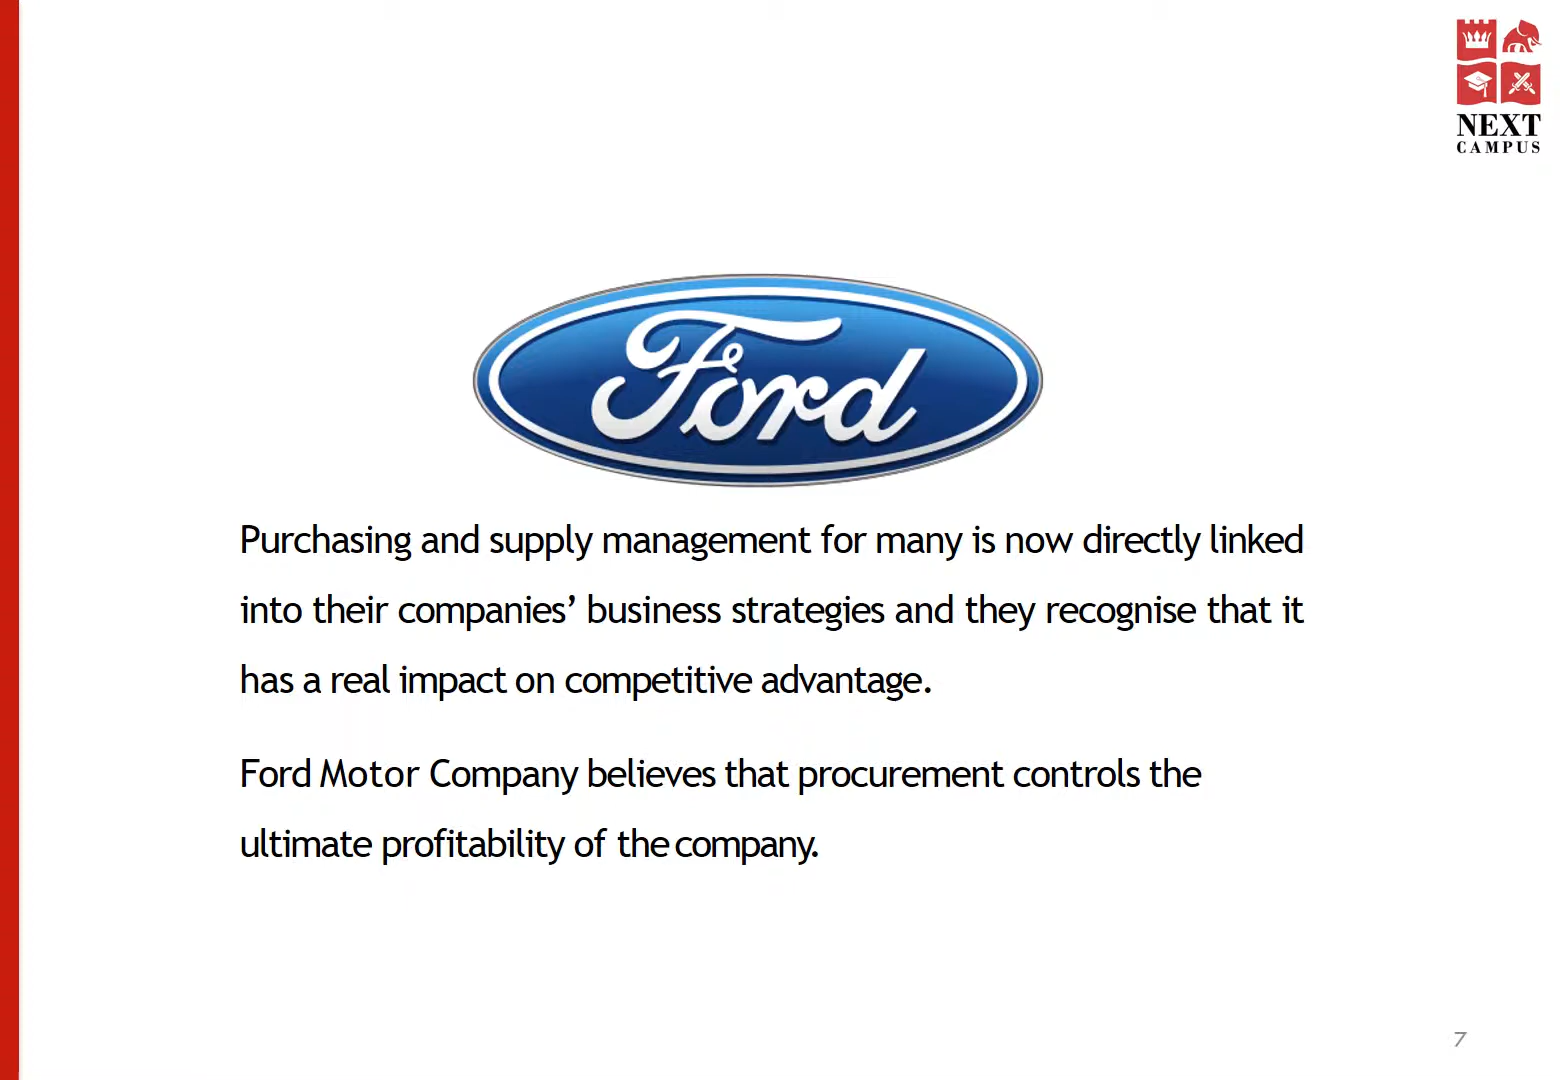 NEXT
CAMPUS
Ford
Purchasing and supply management for many is now directly linked
into their companies’ business strategies and they recognise that it
has a real impact on competitive advantage.
Ford Motor Company believes that procurement controls the
ultimate profitability of the company.
7